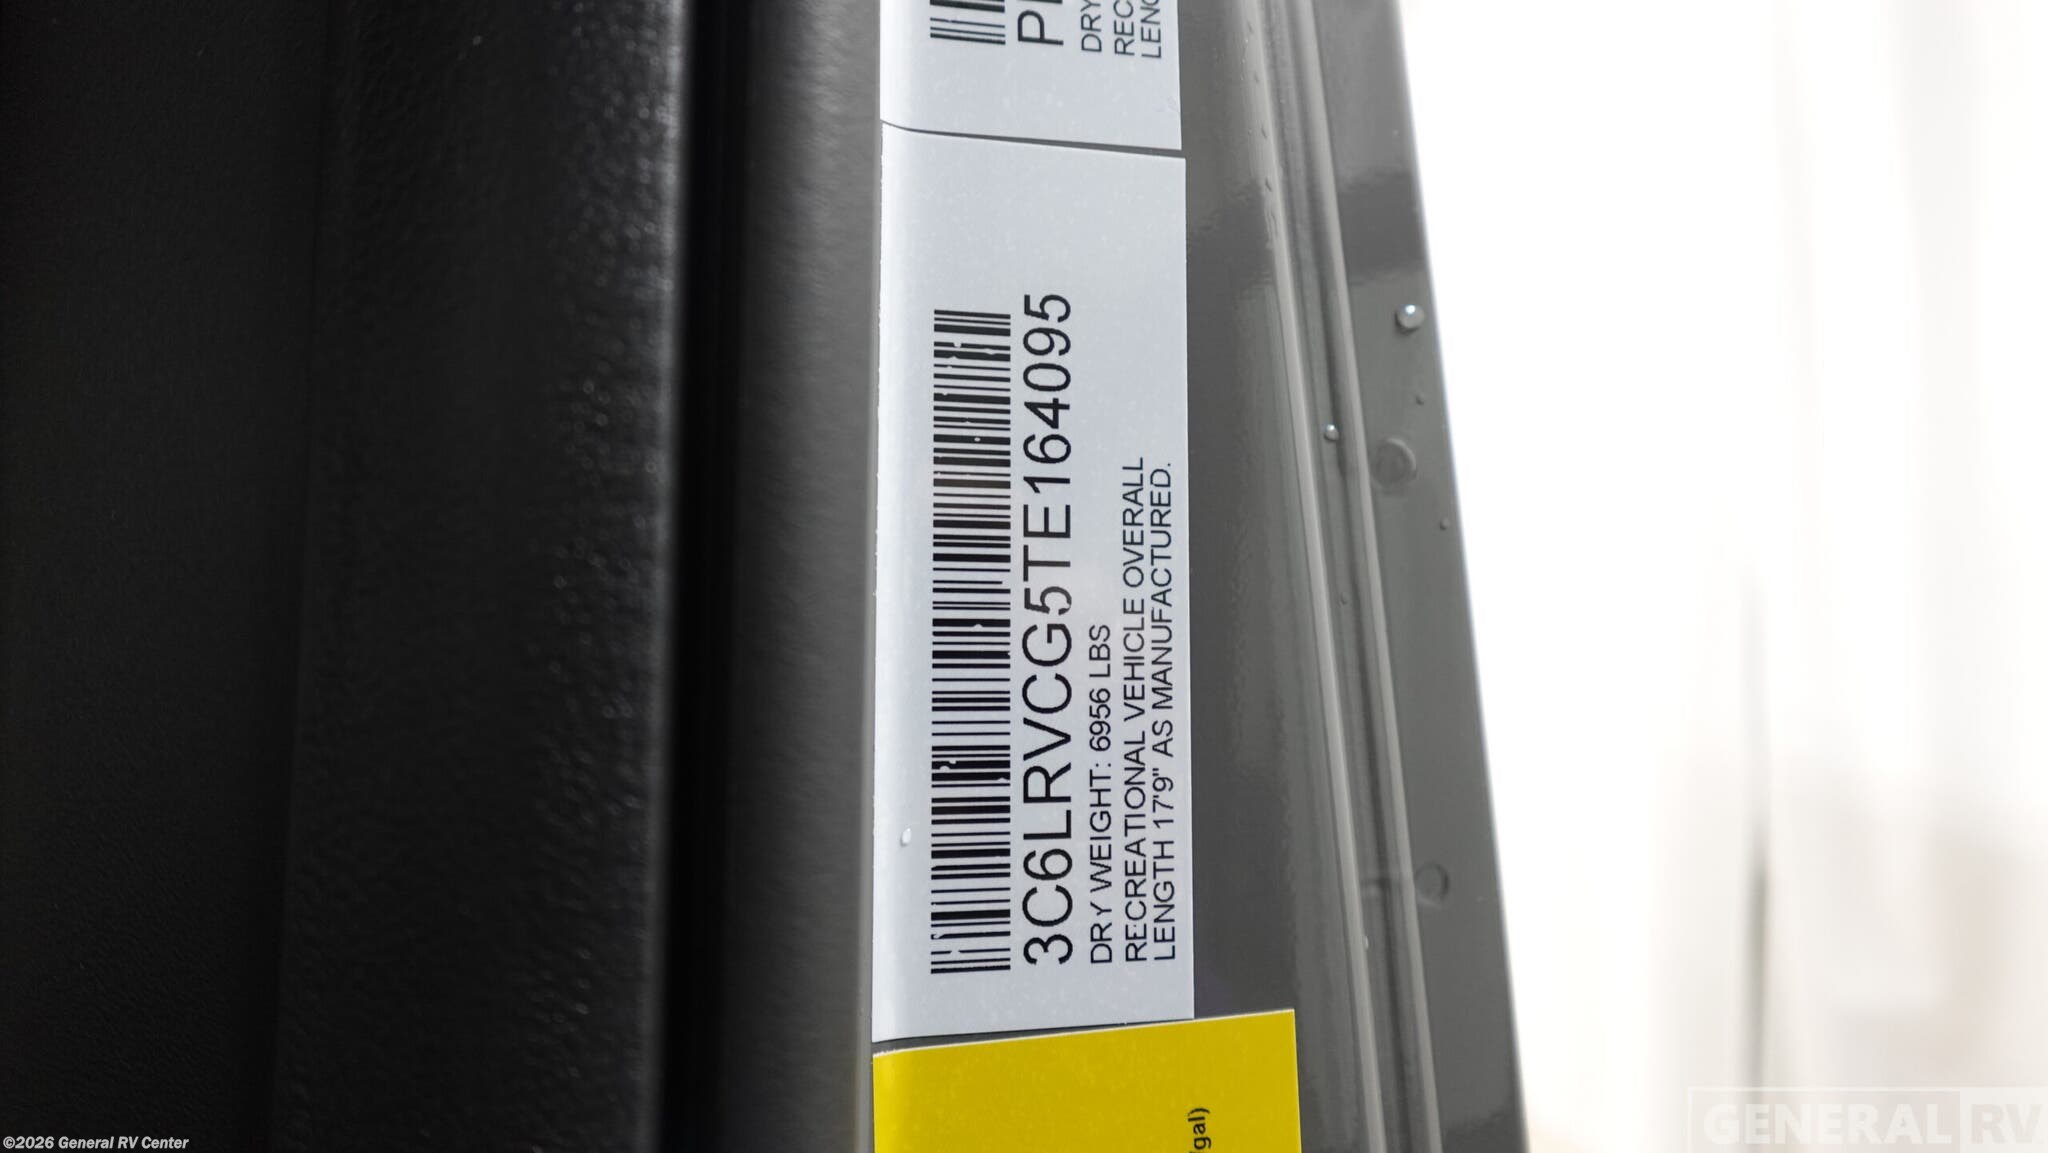 3C6LRVCG5TE164095
DRY WEIGHT: 6956 LBS
RECREATIONAL VEHICLE OVERALL
LENGTH 17'9" AS MANUFACTURED.
DRY
REC
LENG
gal)
©2026 General RV Center
GENERAL RV